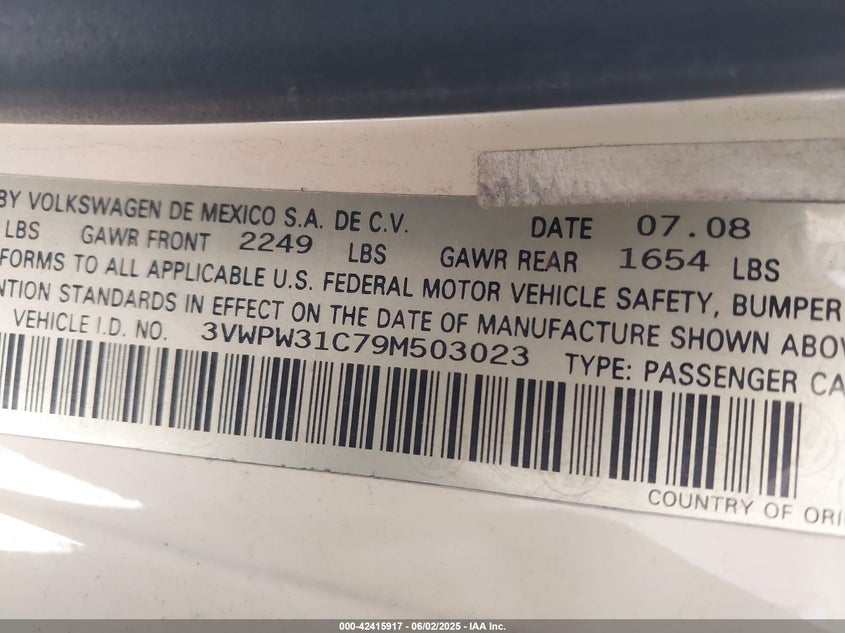 BY VOLKSWAGEN DE MEXICO S.A. DE C.V. DATE 07.08
LBS GAWR FRONT 2249 LBS GAWR REAR 1654 LBS
FORMS TO ALL APPLICABLE U.S. FEDERAL MOTOR VEHICLE SAFETY, BUMPER
NTION STANDARDS IN EFFECT ON THE DATE OF MANUFACTURE SHOWN ABOV
VEHICLE I.D. NO. 3VWPW31C79M503023 TYPE: PASSENGER CA
COUNTRY OF ORI
000-42415917 - 06/02/2025 - IAA Inc.